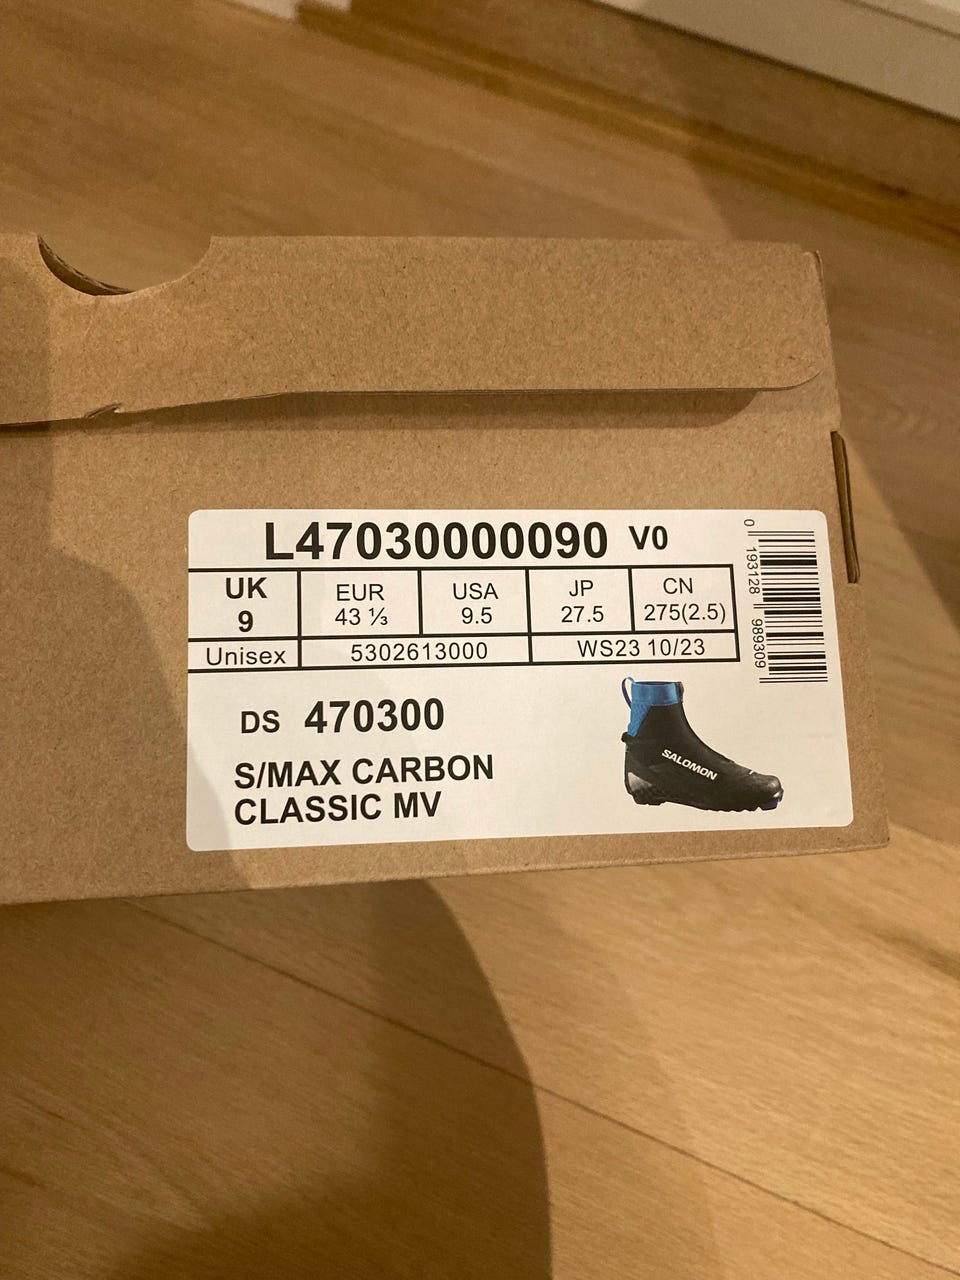 L47030000090 V0
UK EUR USA JP CN
9 43 ⅓ 9.5 27.5 275(2.5)
Unisex 5302613000 WS23 10/23
0 193128 989309
DS 470300
S/MAX CARBON
CLASSIC MV
SALOMON